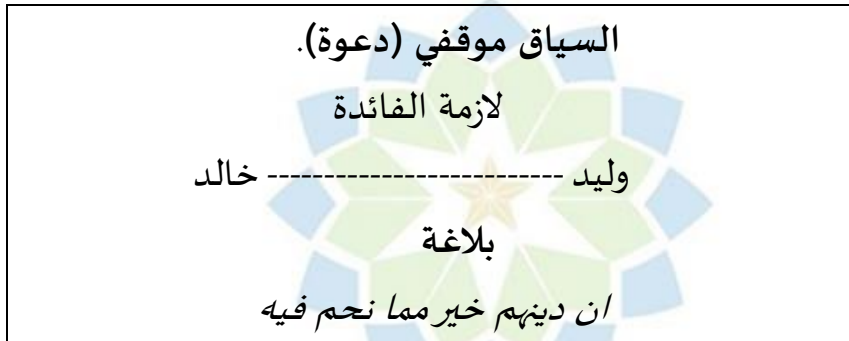 السياق موقفي (دعوة).
لازمة الفائدة
وليد -------------------------- خالد
بلاغة
ان دينهم خير مما نحم فيه